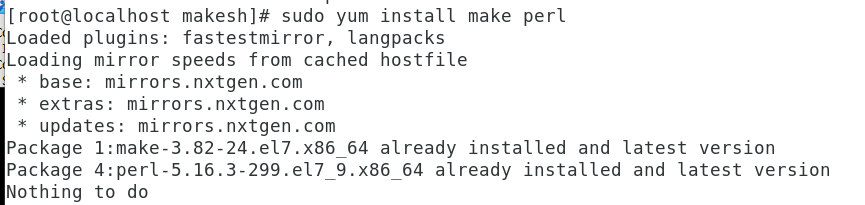 [root@localhost makesh]# sudo yum install make perl
Loaded plugins: fastestmirror, langpacks
Loading mirror speeds from cached hostfile
 * base: mirrors.nxtgen.com
 * extras: mirrors.nxtgen.com
 * updates: mirrors.nxtgen.com
Package 1:make-3.82-24.el7.x86_64 already installed and latest version
Package 4:perl-5.16.3-299.el7_9.x86_64 already installed and latest version
Nothing to do